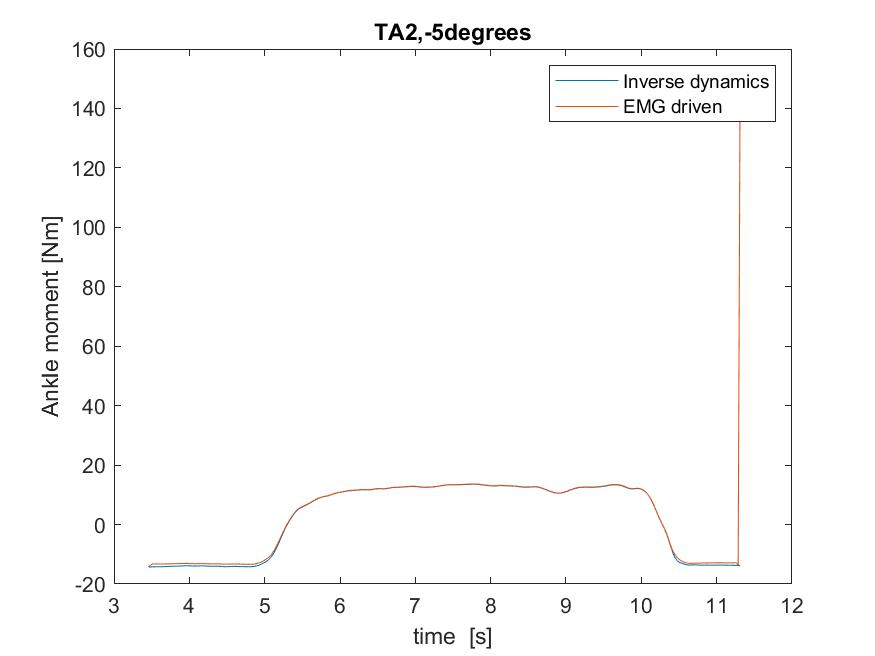 TA2,-5degrees
160
140
120
100
80
60
40
20
0
-20
Ankle moment [Nm]
Inverse dynamics
EMG driven
3 4 5 6 7 8 9 10 11 12
time [s]